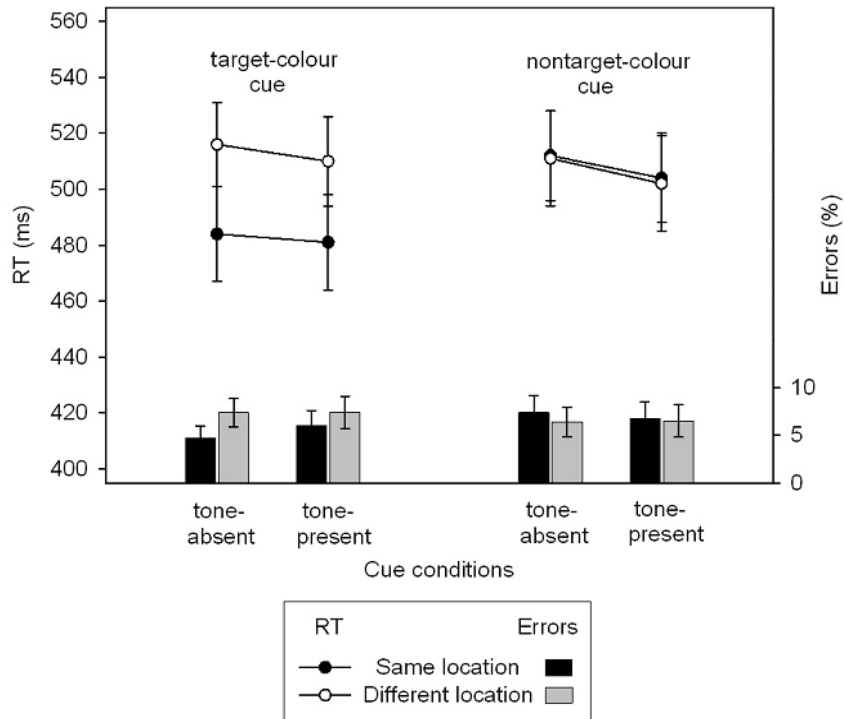 560
540
520
500
480
460
440
420
400
RT (ms)
target-colour
cue
nontarget-colour
cue
Errors (%)
10
5
0
tone-
absent
tone-
present
tone-
absent
tone-
present
Cue conditions
RT Errors
Same location
Different location